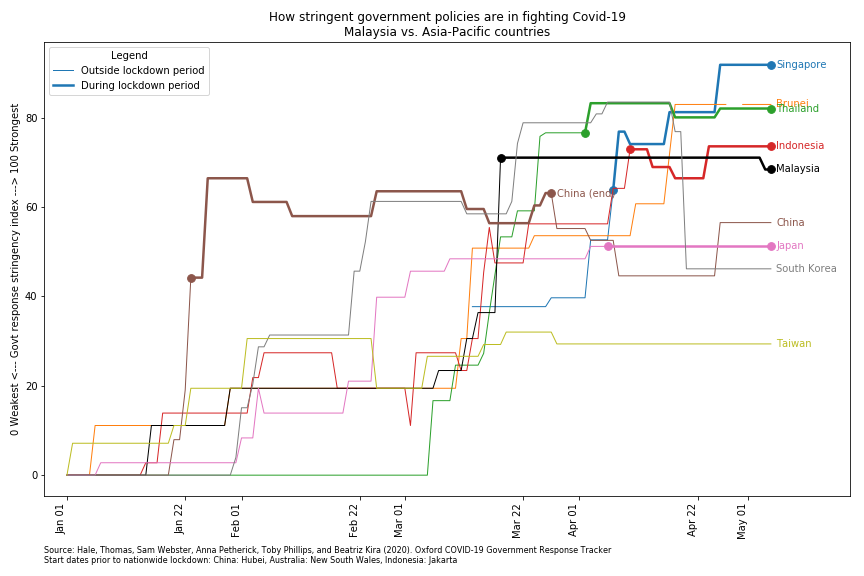 How stringent government policies are in fighting Covid-19
Malaysia vs. Asia-Pacific countries
Legend
Outside lockdown period
During lockdown period
0 Weakest <--- Govt response stringency index ---> 100 Strongest
80
60
40
20
0
Singapore
Brunei
Thailand
Indonesia
Malaysia
China (end)
China
Japan
South Korea
Taiwan
Jan 01
Jan 22
Feb 01
Feb 22
Mar 01
Mar 22
Apr 01
Apr 22
May 01
Source: Hale, Thomas, Sam Webster, Anna Petherick, Toby Phillips, and Beatriz Kira (2020). Oxford COVID-19 Government Response Tracker
Start dates prior to nationwide lockdown: China: Hubei, Australia: New South Wales, Indonesia: Jakarta